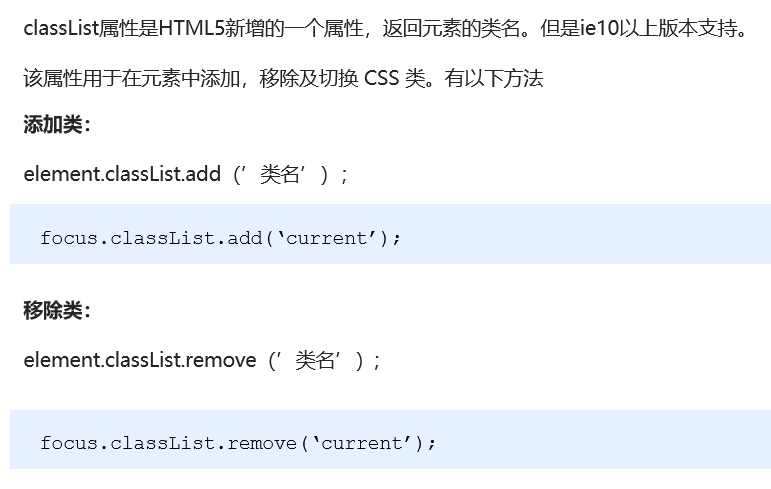 classList属性是HTML5新增的一个属性，返回元素的类名。但是ie10以上版本支持。
该属性用于在元素中添加，移除及切换 CSS 类。有以下方法
添加类：
element.classList.add（’类名’）；
focus.classList.add(‘current’);
移除类：
element.classList.remove（’类名’）；
focus.classList.remove(‘current’);